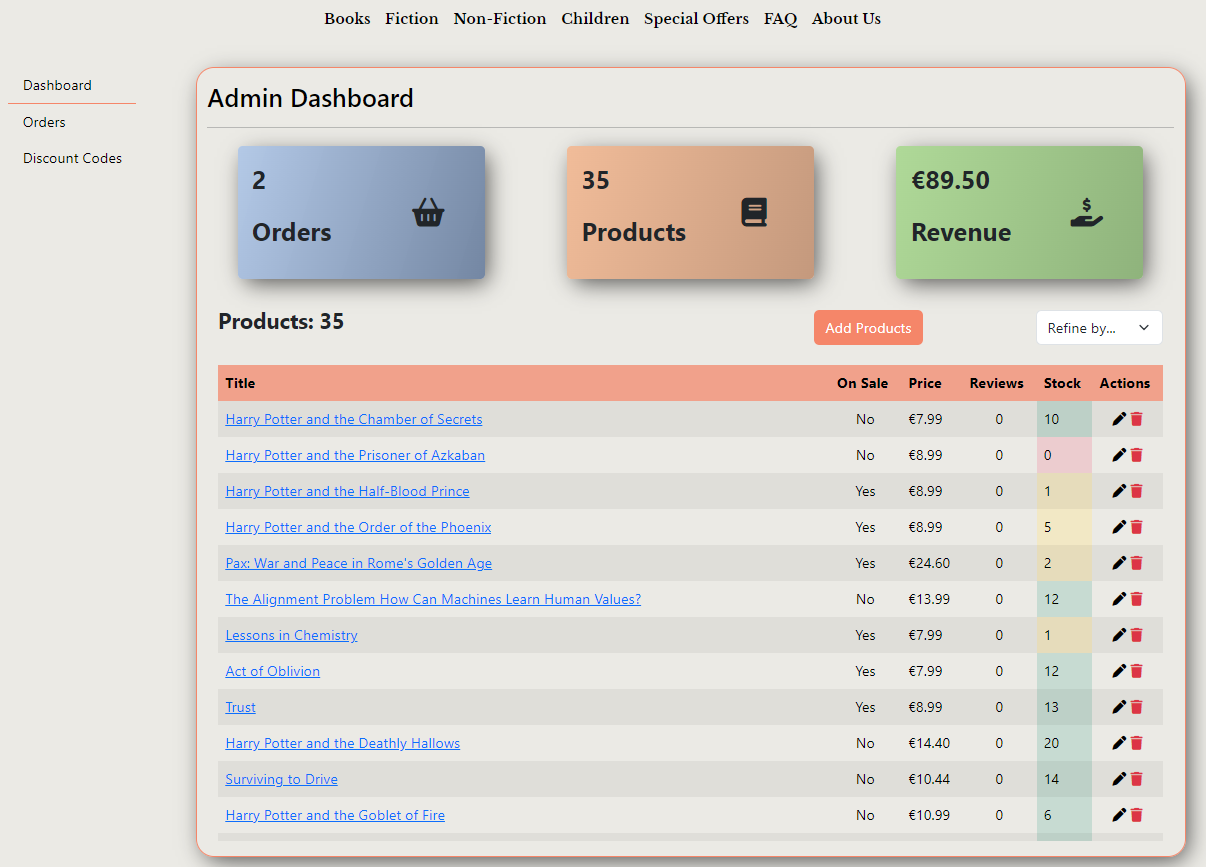 Books Fiction Non-Fiction Children Special Offers FAQ About Us
Dashboard
Orders
Discount Codes
Admin Dashboard
2
Orders
35
Products
€89.50
Revenue
Products: 35
Add Products
Refine by...
Title On Sale Price Reviews Stock Actions
Harry Potter and the Chamber of Secrets No €7.99 0 10
Harry Potter and the Prisoner of Azkaban No €8.99 0 0
Harry Potter and the Half-Blood Prince Yes €8.99 0 1
Harry Potter and the Order of the Phoenix Yes €8.99 0 5
Pax: War and Peace in Rome's Golden Age Yes €24.60 0 2
The Alignment Problem How Can Machines Learn Human Values? No €13.99 0 12
Lessons in Chemistry Yes €7.99 0 1
Act of Oblivion Yes €7.99 0 12
Trust Yes €8.99 0 13
Harry Potter and the Deathly Hallows No €14.40 0 20
Surviving to Drive No €10.44 0 14
Harry Potter and the Goblet of Fire No €10.99 0 6